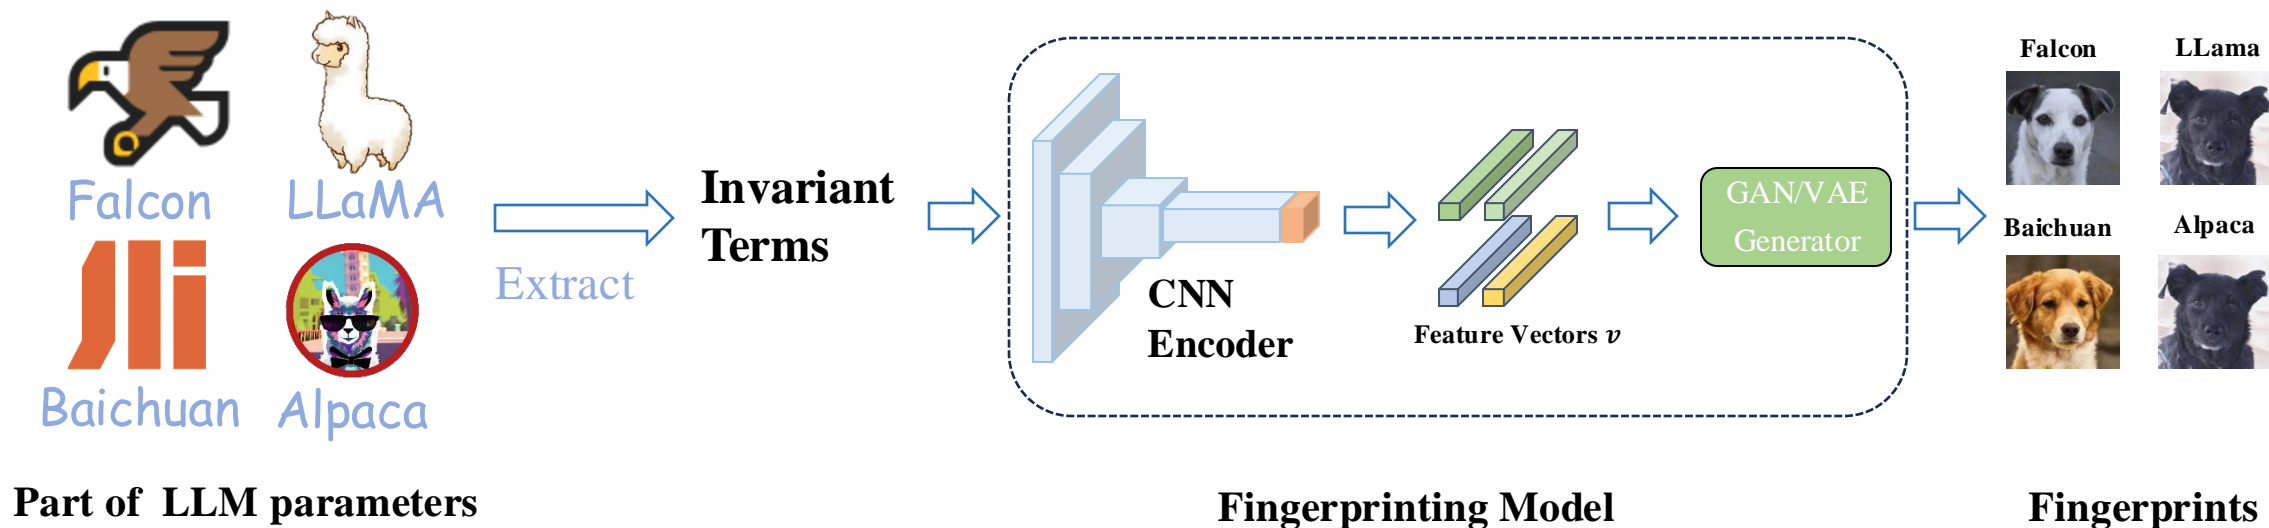 Falcon
LLaMA
Baichuan
Alpaca
Part of LLM parameters
Extract
Invariant
Terms
CNN
Encoder
Feature Vectors v
GAN/VAE
Generator
Fingerprinting Model
Falcon
LLama
Baichuan
Alpaca
Fingerprints